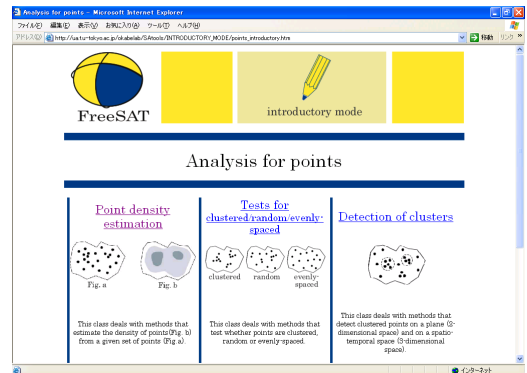 Analysis for points - Microsoft Internet Explorer
ファイル(F) 編集(E) 表示(V) お気に入り(A) ツール(T) ヘルプ(H)
アドレス(D) http://ua.t.u-tokyo.ac.jp/okabelab/SAtools/INTRODUCTORY_MODE/points_introductory.htm 移動 リンク »
FreeSAT
introductory mode
Analysis for points
Point density
estimation
Fig. a
Fig. b
This class deals with methods that
estimate the density of points(Fig. b)
from a given set of points (Fig.a).
Tests for
clustered/random/evenly-
spaced
clustered random evenly-
spaced
This class deals with methods that
test whether points are clustered,
random or evenly-spaced.
Detection of clusters
This class deals with methods that
detect clustered points on a plane (2-
dimensional space) and on a spatio-
temporal space (3-dimensional
space).
インターネット